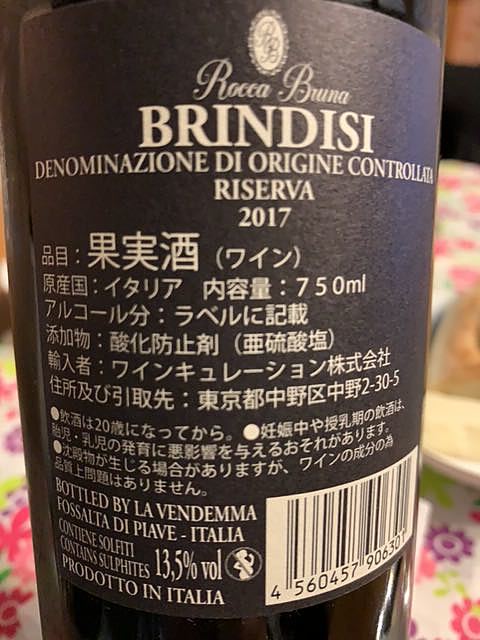 Rocca Bruna
BRINDISI
DENOMINAZIONE DI ORIGINE CONTROLLATA
RISERVA
2017
品目：果実酒（ワイン）
原産国：イタリア　内容量：７５０ml
アルコール分：ラベルに記載
添加物：酸化防止剤（亜硫酸塩）
輸入者：ワインキュレーション株式会社
住所及び引取先：東京都中野区中野2-30-5
●飲酒は20歳になってから。●妊娠中や授乳期の飲酒は、
胎児・乳児の発育に悪影響を与えるおそれがあります。
●沈殿物が生じる場合がありますが、ワインの成分の為
品質上問題はありません。
BOTTLED BY LA VENDEMMA
FOSSALTA DI PIAVE - ITALIA
CONTIENE SOLFITI
CONTAINS SULPHITES
13,5% vol
PRODOTTO IN ITALIA
4 560457 906301